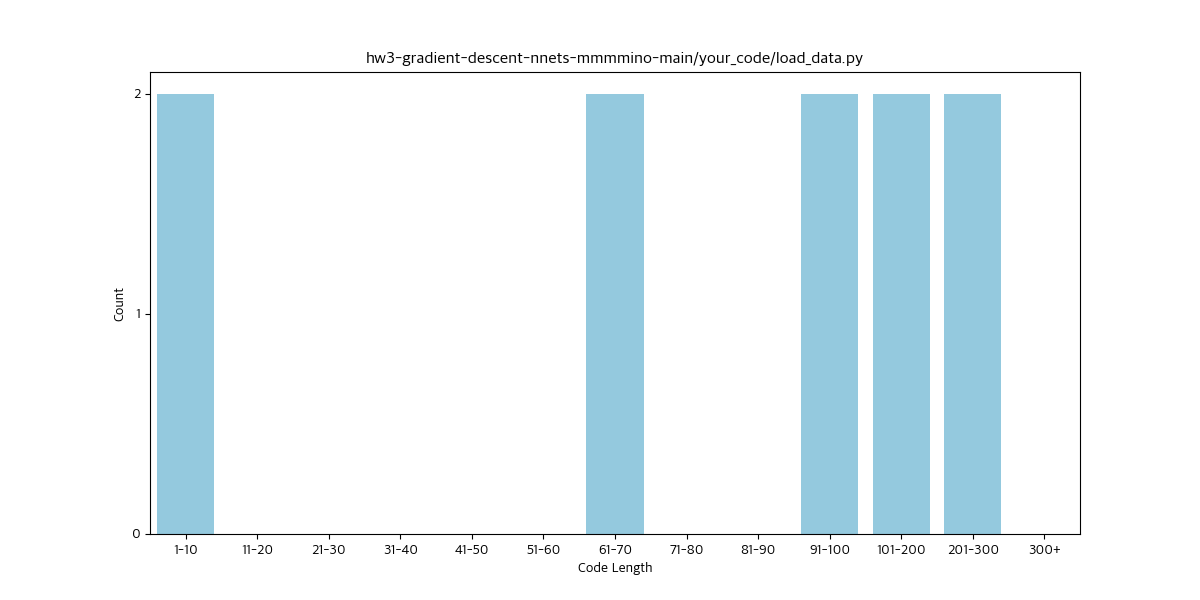 hw3-gradient-descent-nnets-mmmmino-main/your_code/load_data.py
Count
2
1
0
1-10 11-20 21-30 31-40 41-50 51-60 61-70 71-80 81-90 91-100 101-200 201-300 300+
Code Length